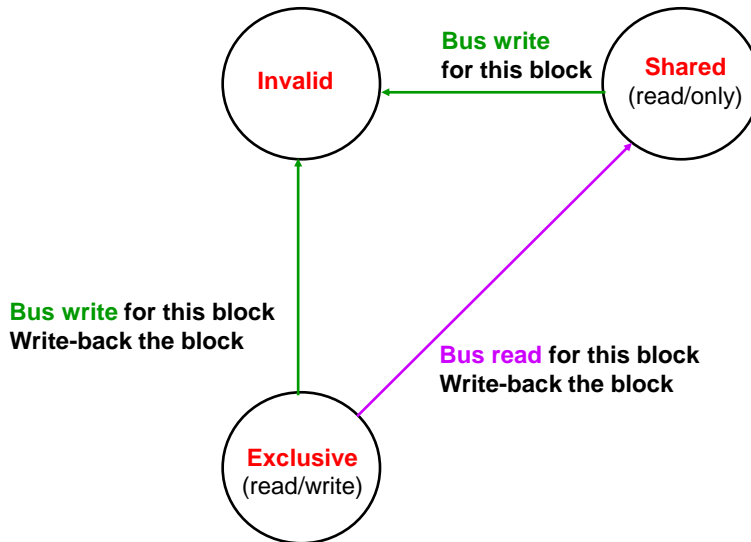 Bus write
for this block
Invalid
Shared
(read/only)
Bus write for this block
Write-back the block
Bus read for this block
Write-back the block
Exclusive
(read/write)